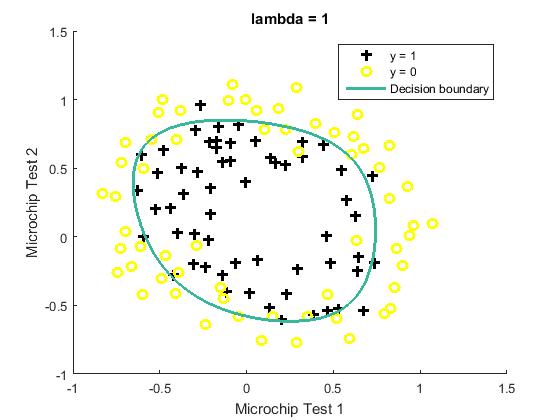 lambda = 1
1.5
y = 1
y = 0
Decision boundary
1
0.5
0
-0.5
-1
Microchip Test 2
-1 -0.5 0 0.5 1 1.5
Microchip Test 1